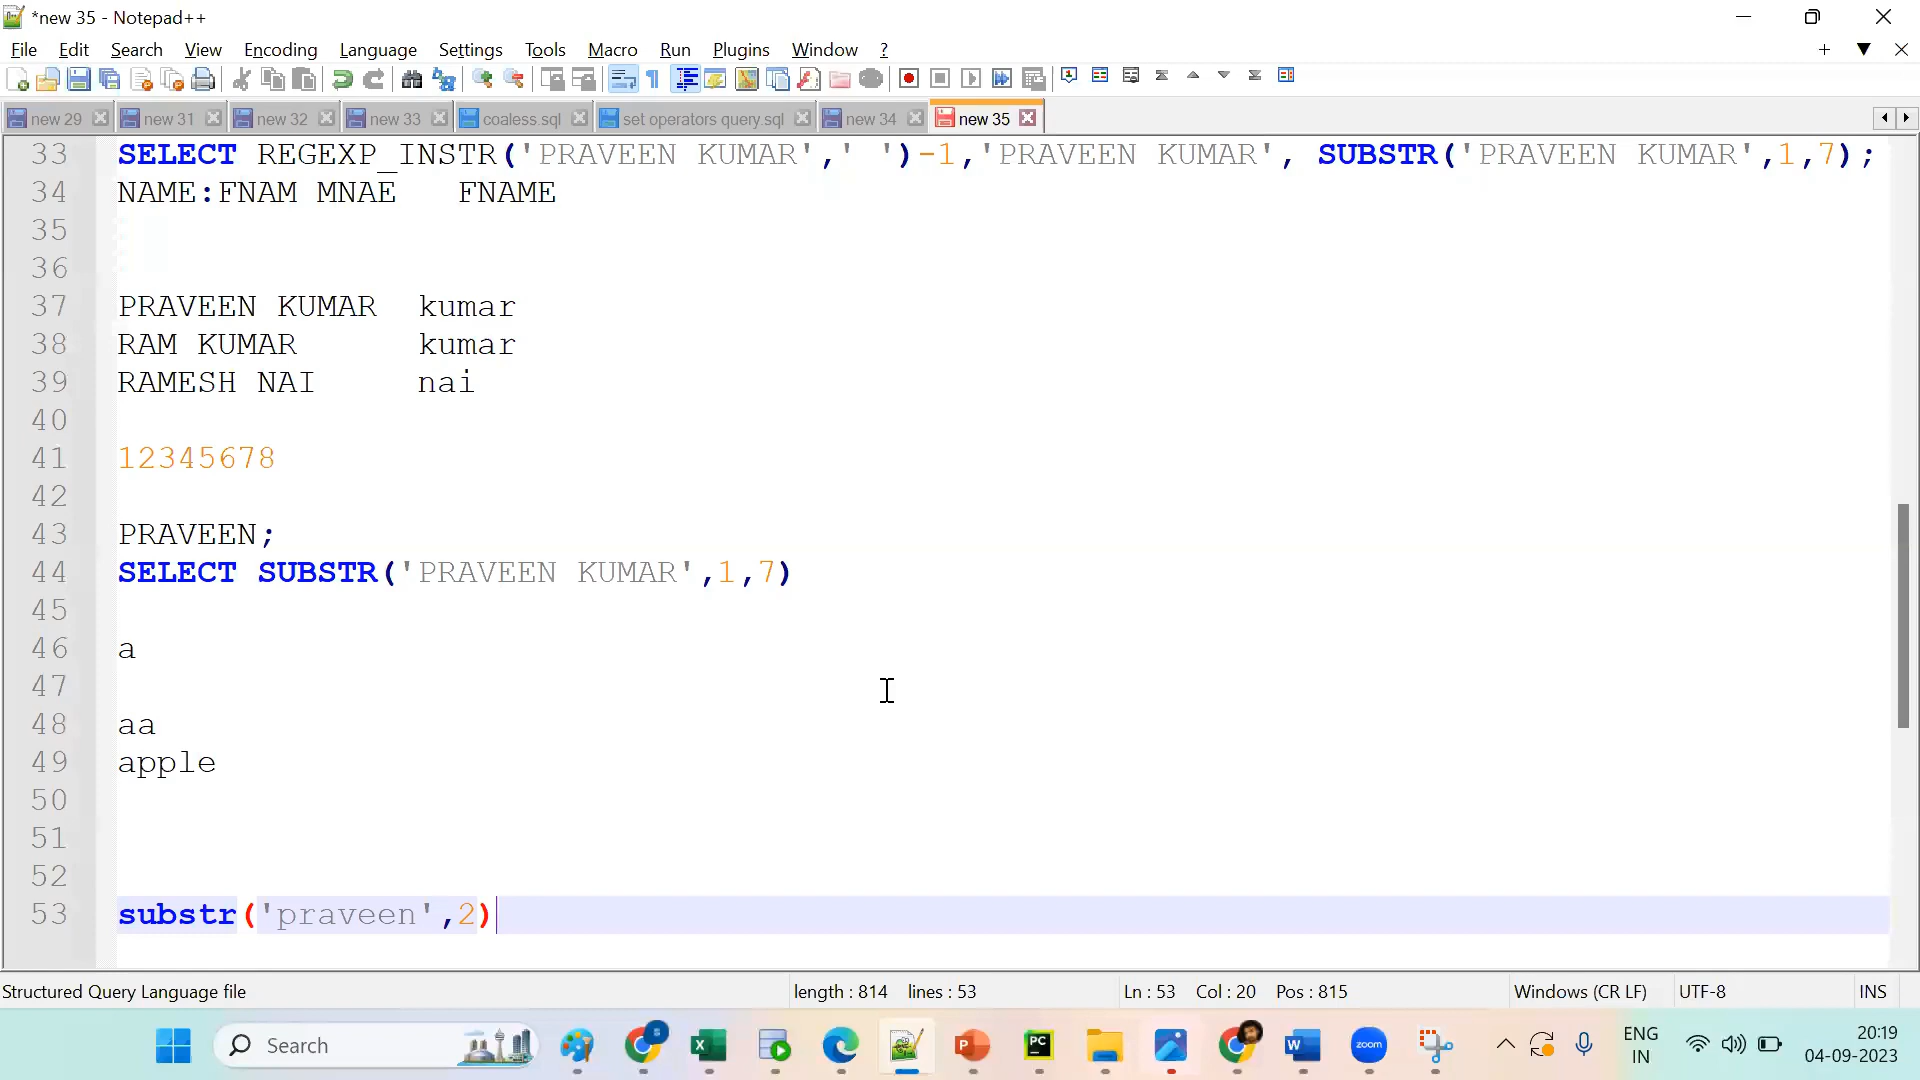 *new 35 - Notepad++
File Edit Search View Encoding Language Settings Tools Macro Run Plugins Window ?
new 29 new 31 new 32 new 33 coaless.sql set operators query.sql new 34 new 35
33 SELECT REGEXP_INSTR('PRAVEEN KUMAR',' ')-1,'PRAVEEN KUMAR', SUBSTR('PRAVEEN KUMAR',1,7);
34 NAME:FNAM MNAE FNAME
35
36
37 PRAVEEN KUMAR kumar
38 RAM KUMAR kumar
39 RAMESH NAI nai
40
41 12345678
42
43 PRAVEEN;
44 SELECT SUBSTR('PRAVEEN KUMAR',1,7)
45
46 a
47
48 aa
49 apple
50
51
52
53 substr('praveen',2)
Structured Query Language file length : 814 lines : 53 Ln : 53 Col : 20 Pos : 815 Windows (CR LF) UTF-8 INS
Search ENG IN 20:19 04-09-2023
zoom